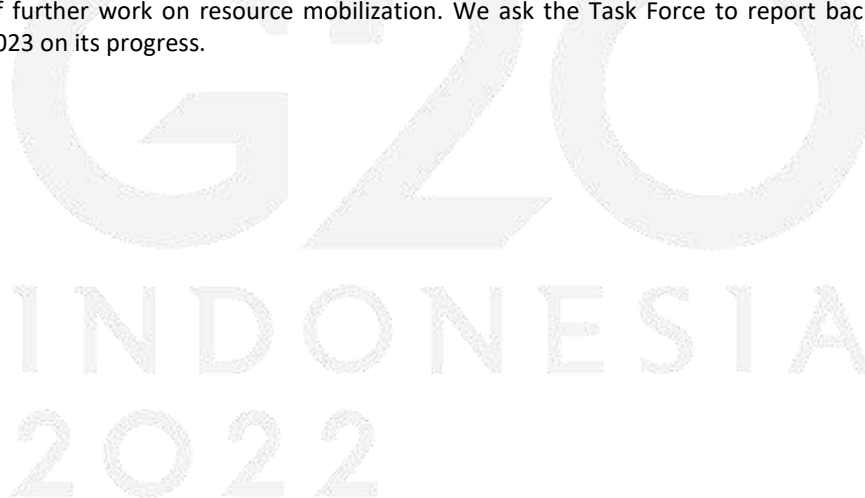 f further work on resource mobilization. We ask the Task Force to report bac
023 on its progress.
G20
INDONESIA
2022